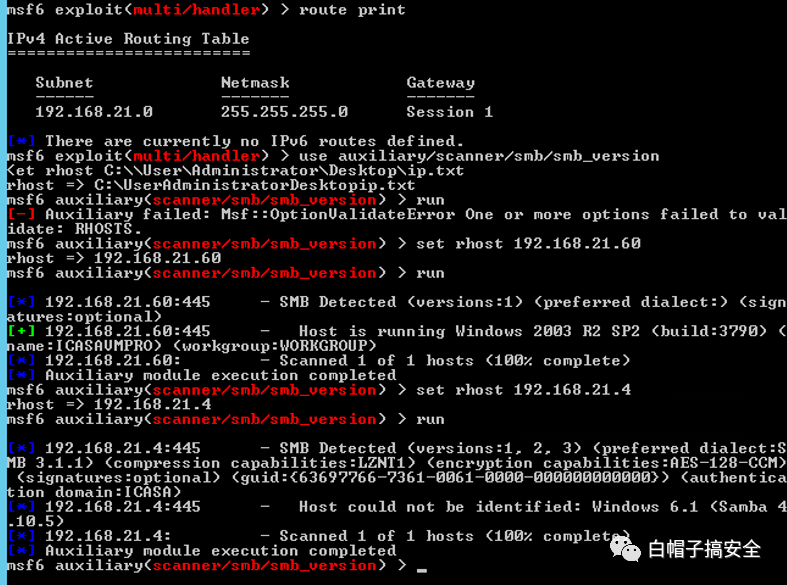 msf6 exploit(multi/handler) > route print
IPv4 Active Routing Table
=========================
Subnet Netmask Gateway
------ ------- -------
192.168.21.0 255.255.255.0 Session 1
[*] There are currently no IPv6 routes defined.
msf6 exploit(multi/handler) > use auxiliary/scanner/smb/smb_version
<et rhost C:\\User\Administrator\Desktop\ip.txt
rhost => C:\UserAdministratorDesktopip.txt
msf6 auxiliary(scanner/smb/smb_version) > run
[-] Auxiliary failed: Msf::OptionValidateError One or more options failed to val
idate: RHOSTS.
msf6 auxiliary(scanner/smb/smb_version) > set rhost 192.168.21.60
rhost => 192.168.21.60
msf6 auxiliary(scanner/smb/smb_version) > run
[*] 192.168.21.60:445 - SMB Detected (versions:1) (preferred dialect:) (sign
atures:optional)
[+] 192.168.21.60:445 - Host is running Windows 2003 R2 SP2 (build:3790) (
name:ICASAVMPRO) (workgroup:WORKGROUP)
[*] 192.168.21.60: - Scanned 1 of 1 hosts (100% complete)
[*] Auxiliary module execution completed
msf6 auxiliary(scanner/smb/smb_version) > set rhost 192.168.21.4
rhost => 192.168.21.4
msf6 auxiliary(scanner/smb/smb_version) > run
[*] 192.168.21.4:445 - SMB Detected (versions:1, 2, 3) (preferred dialect:S
MB 3.1.1) (compression capabilities:LZNT1) (encryption capabilities:AES-128-CCM)
(signatures:optional) (guid:{63697766-7361-0061-0000-000000000000}) (authentica
tion domain:ICASA)
[*] 192.168.21.4:445 - Host could not be identified: Windows 6.1 (Samba 4
.10.5)
[*] 192.168.21.4: - Scanned 1 of 1 hosts (100% complete)
[*] Auxiliary module execution completed
msf6 auxiliary(scanner/smb/smb_version) > _
白帽子搞安全